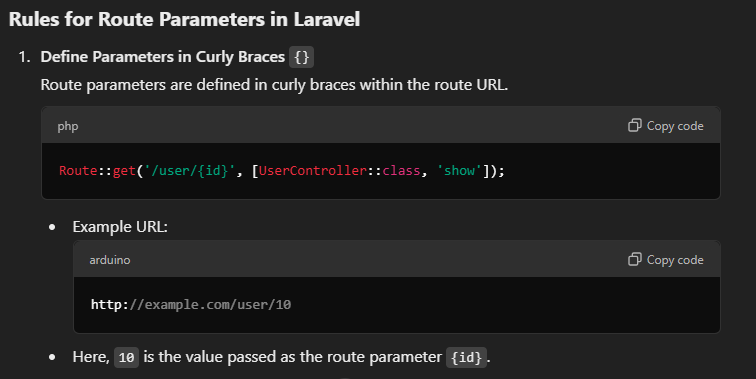 Rules for Route Parameters in Laravel
1. Define Parameters in Curly Braces {}
Route parameters are defined in curly braces within the route URL.
php
Copy code
Route::get('/user/{id}', [UserController::class, 'show']);
• Example URL:
arduino
Copy code
http://example.com/user/10
• Here, 10 is the value passed as the route parameter {id}.